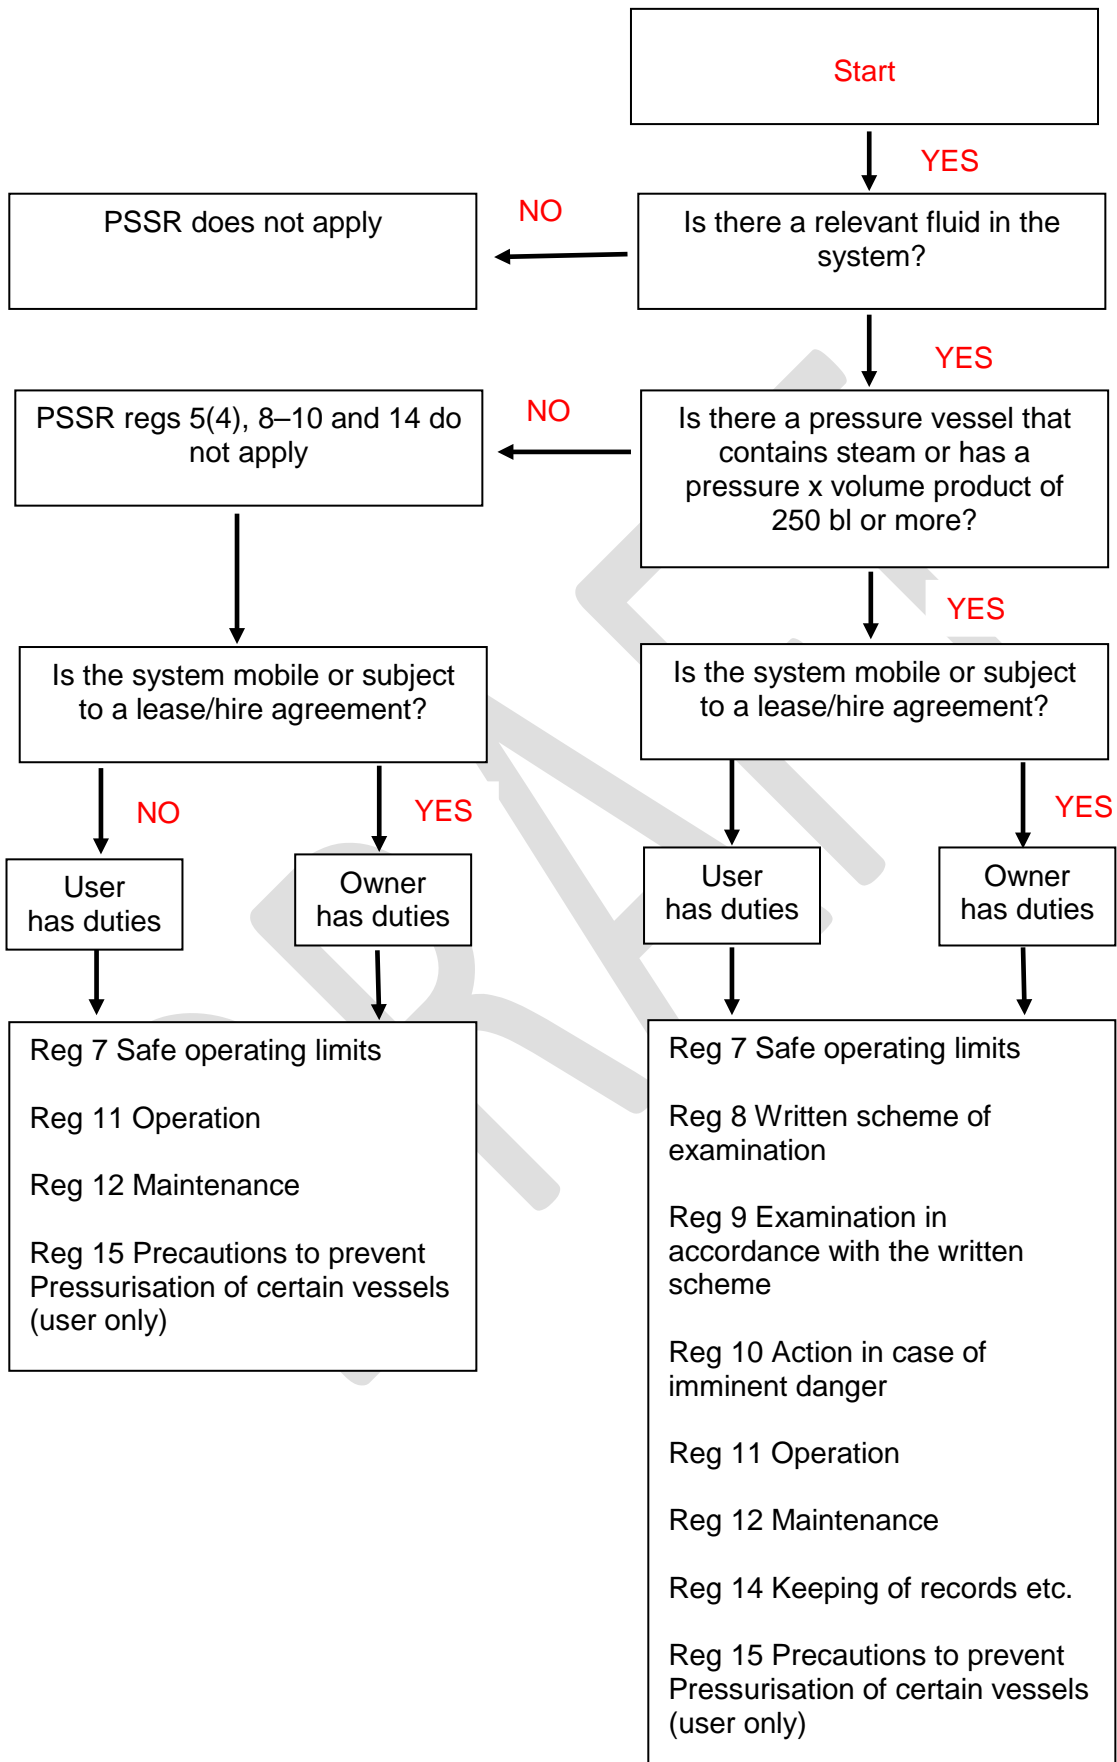 Start
YES
PSSR does not apply
NO
Is there a relevant fluid in the
system?
YES
PSSR regs 5(4), 8–10 and 14 do
not apply
NO
Is there a pressure vessel that
contains steam or has a
pressure x volume product of
250 bl or more?
YES
Is the system mobile or subject
to a lease/hire agreement?
Is the system mobile or subject
to a lease/hire agreement?
NO
YES
YES
User
has duties
Owner
has duties
User
has duties
Owner
has duties
Reg 7 Safe operating limits
Reg 11 Operation
Reg 12 Maintenance
Reg 15 Precautions to prevent
Pressurisation of certain vessels
(user only)
Reg 7 Safe operating limits
Reg 8 Written scheme of
examination
Reg 9 Examination in
accordance with the written
scheme
Reg 10 Action in case of
imminent danger
Reg 11 Operation
Reg 12 Maintenance
Reg 14 Keeping of records etc.
Reg 15 Precautions to prevent
Pressurisation of certain vessels
(user only)
DRAFT